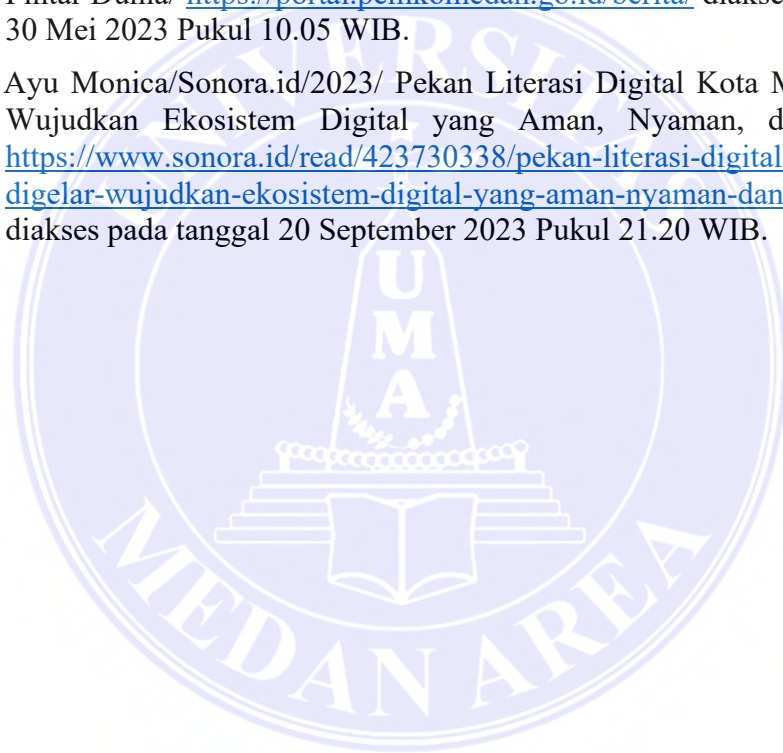 30 Mei 2023 Pukul 10.05 WIB.
Ayu Monica/Sonora.id/2023/ Pekan Literasi Digital Kota
Wujudkan Ekosistem Digital yang Aman, Nyaman,
https://www.sonora.id/read/423730338/pekan-literasi-digital
digelar-wujudkan-ekosistem-digital-yang-aman-nyaman-dan
diakses pada tanggal 20 September 2023 Pukul 21.20 WIB.
UNIVERSITAS
UMA
MEDAN AREA